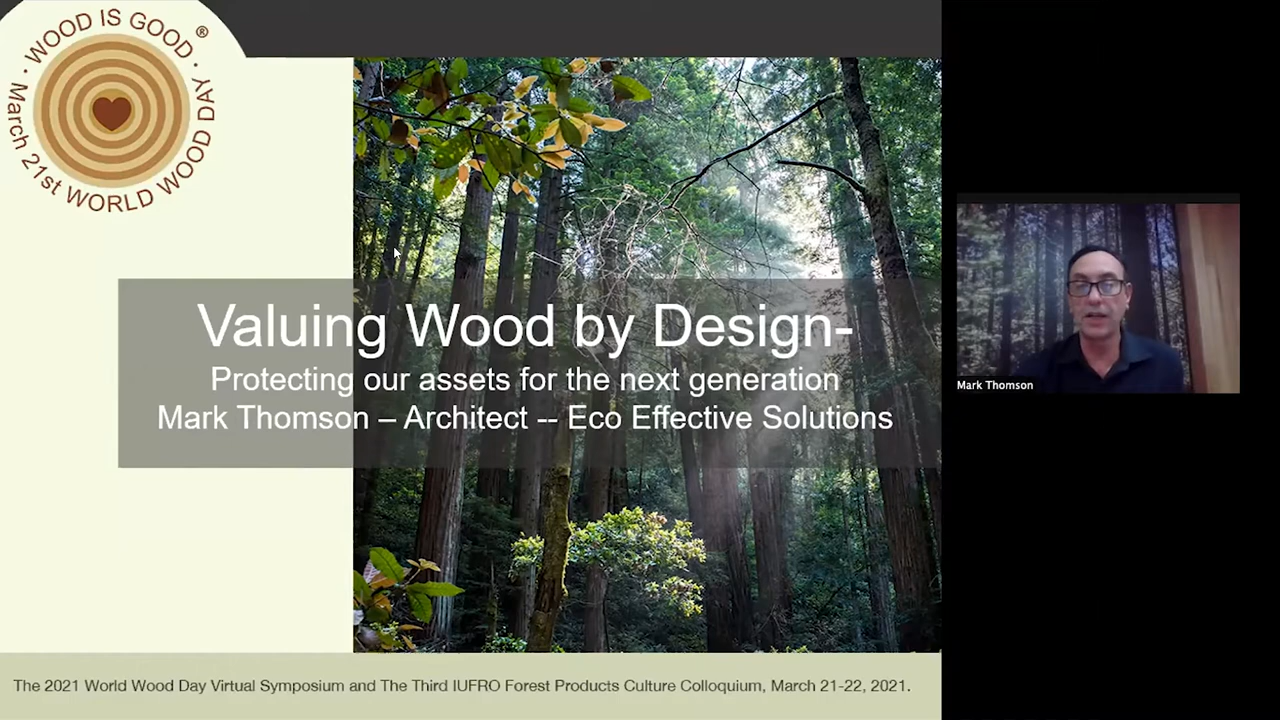 · WOOD IS GOOD ·
®
March 21st WORLD WOOD DAY
Valuing Wood by Design-
Protecting our assets for the next generation
Mark Thomson – Architect -- Eco Effective Solutions
Mark Thomson
The 2021 World Wood Day Virtual Symposium and The Third IUFRO Forest Products Culture Colloquium, March 21-22, 2021.